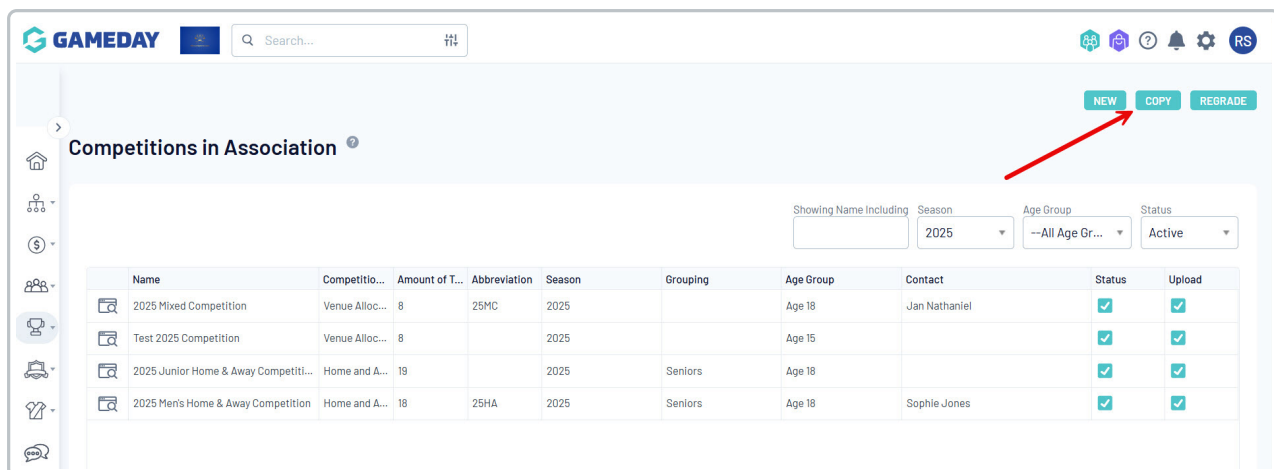 GAMEDAY Search... RS
NEW COPY REGRADE
Competitions in Association ?
Showing Name Including Season Age Group Status
2025 --All Age Gr... Active
Name Competitio... Amount of T... Abbreviation Season Grouping Age Group Contact Status Upload
2025 Mixed Competition Venue Alloc... 8 25MC 2025 Age 18 Jan Nathaniel
Test 2025 Competition Venue Alloc... 8 2025 Age 15
2025 Junior Home & Away Competiti... Home and A... 19 2025 Seniors Age 18
2025 Men's Home & Away Competition Home and A... 18 25HA 2025 Seniors Age 18 Sophie Jones